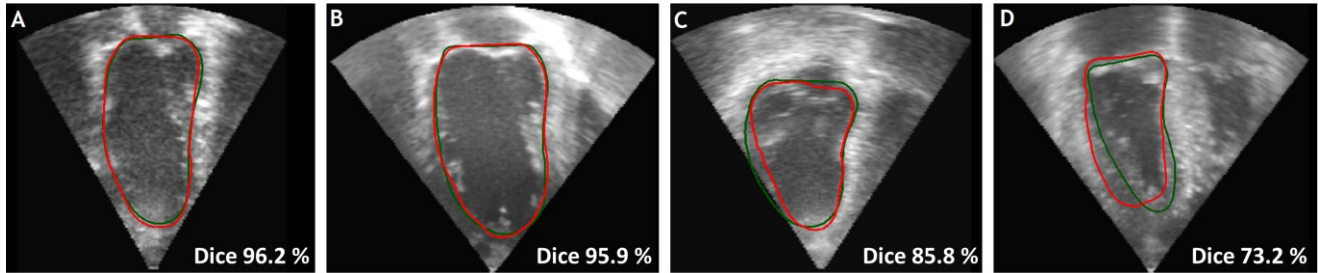 A
Dice 96.2 %
B
Dice 95.9 %
C
Dice 85.8 %
D
Dice 73.2 %